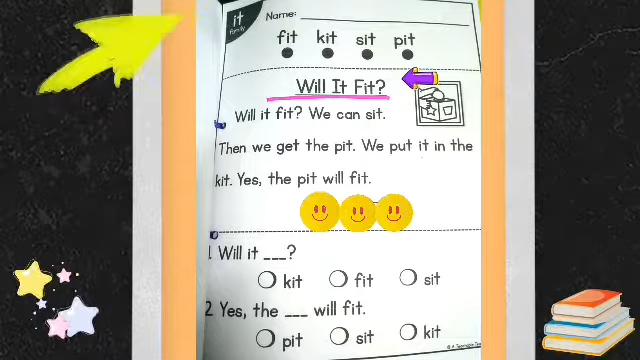 it
family
Name:
fit kit sit pit
Will It Fit?
Will it fit? We can sit.
Then we get the pit. We put it in the
kit. Yes, the pit will fit.
1 Will it ___?
kit fit sit
2 Yes, the ___ will fit.
pit sit kit